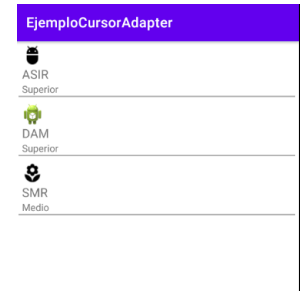 EjemploCursorAdapter
ASIR
Superior
DAM
Superior
SMR
Medio